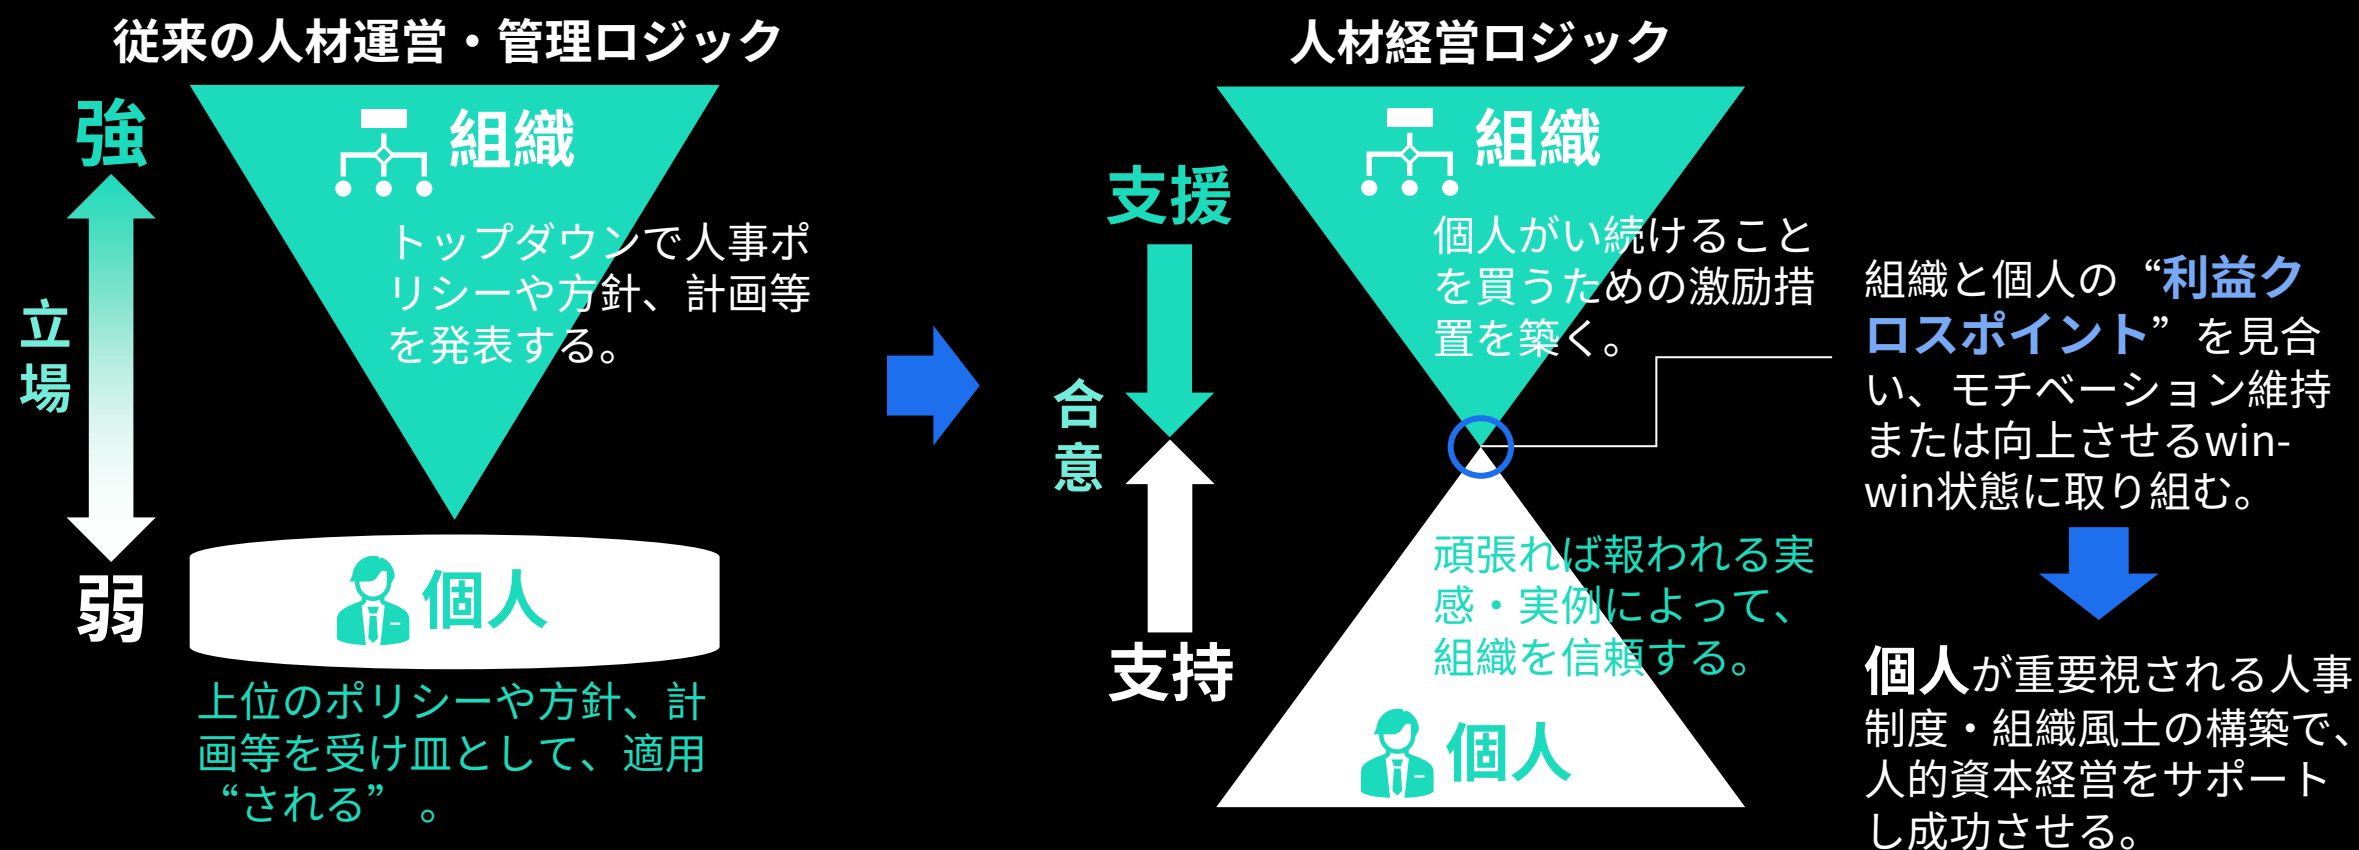 従来の人材運営・管理ロジック
強
立
場
弱
組織
トップダウンで人事ポ
リシーや方針、計画等
を発表する。
個人
上位のポリシーや方針、計
画等を受け皿として、適用
“される” 。
人材経営ロジック
支援
合
意
支持
組織
個人がい続けること
を買うための激励措
置を築く。
頑張れば報われる実
感・実例によって、
組織を信頼する。
個人
組織と個人の“利益ク
ロスポイント”を見合
い、モチベーション維持
または向上させるwin-
win状態に取り組む。
個人が重要視される人事
制度・組織風土の構築で、
人的資本経営をサポート
し成功させる。